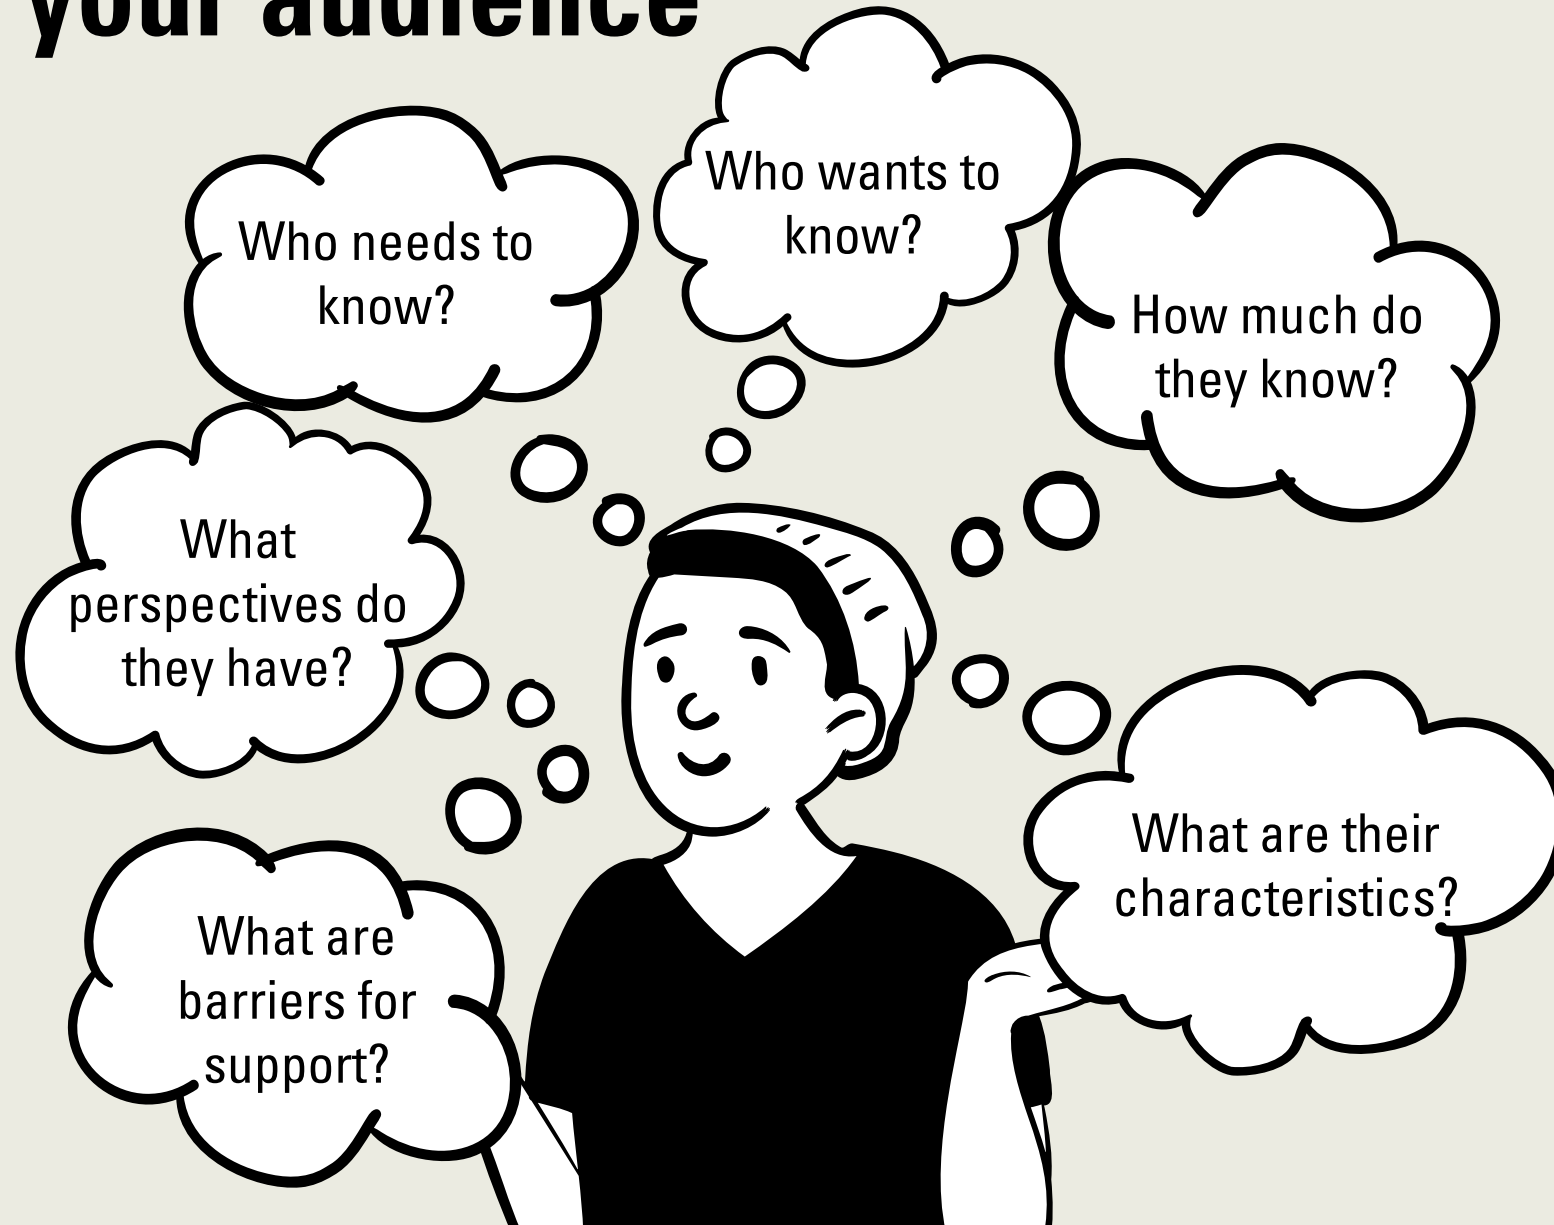 your audience
Who needs to
know?
Who wants to
know?
How much do
they know?
What
perspectives do
they have?
What are their
characteristics?
What are
barriers for
support?